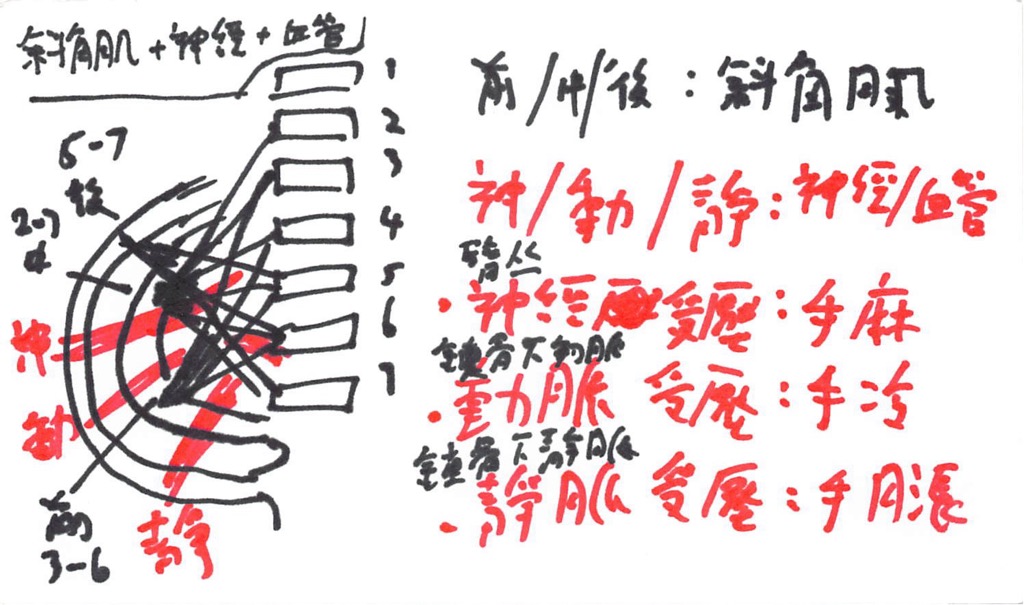 斜角肌+神經+血管
1
2
3
4
5
6
7
5-7
後
2-7
中
神
動
前
3-6
靜
前/中/後:斜角肌
神/動/靜:神經/血管
臂丛
·神經受壓:手麻
鎖骨下動脈
·動脈受壓:手冷
鎖骨下靜脈
·靜脈受壓:手脹